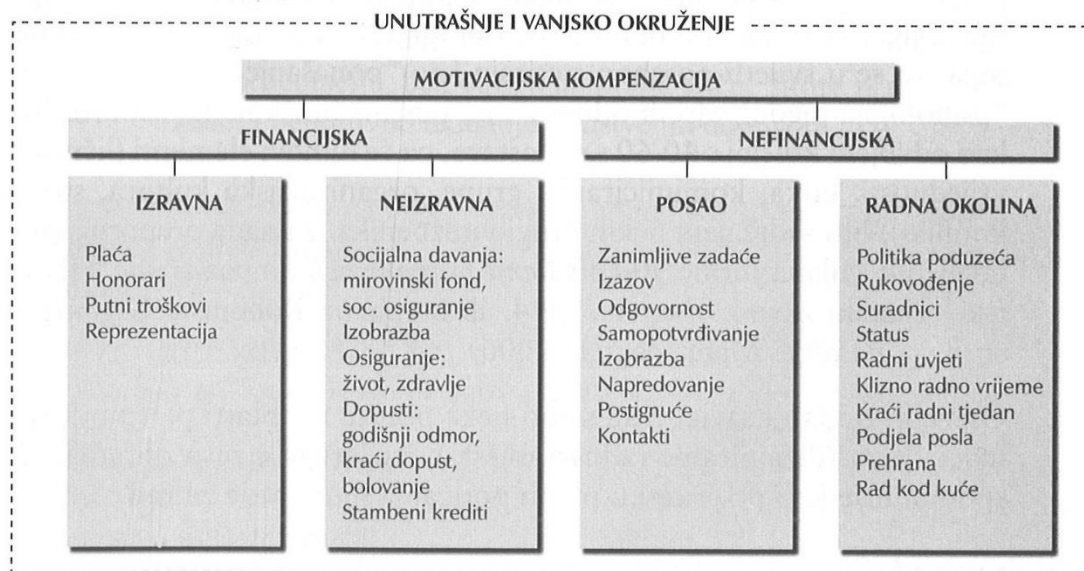 UNUTRAŠNJE I VANJSKO OKRUŽENJE
MOTIVACIJSKA KOMPENZACIJA
FINANCIJSKA
NEFINANCIJSKA
IZRAVNA
Plaća
Honorari
Putni troškovi
Reprezentacija
NEIZRAVNA
Socijalna davanja:
mirovinski fond,
soc. osiguranje
Izobrazba
Osiguranje:
život, zdravlje
Dopusti:
godišnji odmor,
kraći dopust,
bolovanje
Stambeni krediti
POSAO
Zanimljive zadaće
Izazov
Odgovornost
Samopotvrđivanje
Izobrazba
Napredovanje
Postignuće
Kontakti
RADNA OKOLINA
Politika poduzeća
Rukovođenje
Suradnici
Status
Radni uvjeti
Klizno radno vrijeme
Kraći radni tjedan
Podjela posla
Prehrana
Rad kod kuće